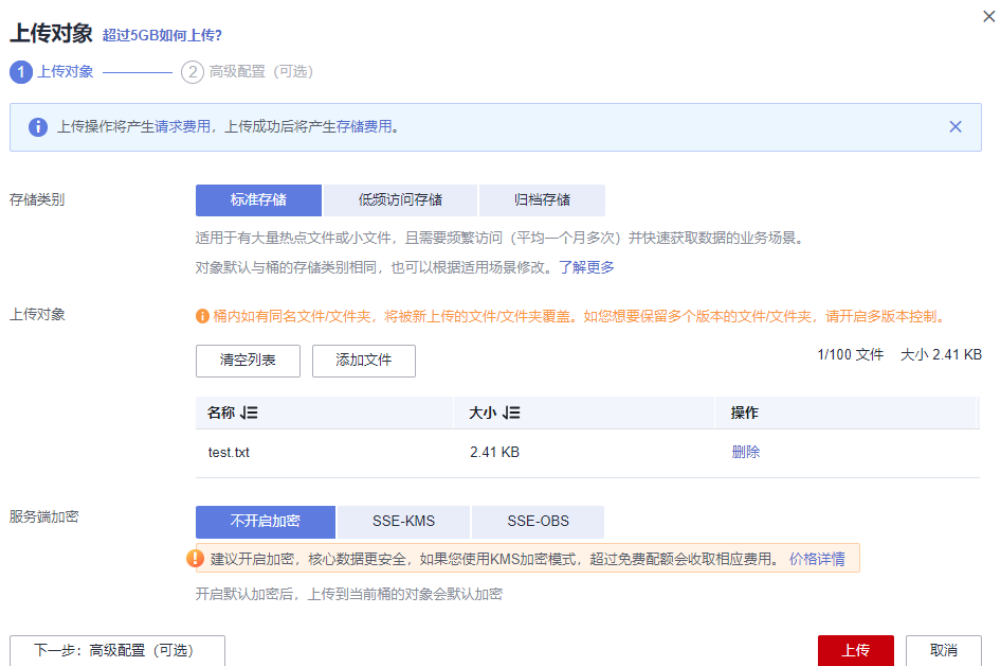 上传对象 超过5GB如何上传?
1 上传对象 2 高级配置（可选）
上传操作将产生请求费用，上传成功后将产生存储费用。
存储类别 标准存储 低频访问存储 归档存储
适用于有大量热点文件或小文件，且需要频繁访问（平均一个月多次）并快速获取数据的业务场景。
对象默认与桶的存储类别相同，也可以根据适用场景修改。了解更多
上传对象 桶内如有同名文件/文件夹，将被新上传的文件/文件夹覆盖。如您想要保留多个版本的文件/文件夹，请开启多版本控制。
清空列表 添加文件 1/100 文件 大小 2.41 KB
名称 大小 操作
test.txt 2.41 KB 删除
服务端加密 不开启加密 SSE-KMS SSE-OBS
建议开启加密，核心数据更安全，如果您使用KMS加密模式，超过免费配额会收取相应费用。 价格详情
开启默认加密后，上传到当前桶的对象会默认加密
下一步：高级配置（可选） 上传 取消